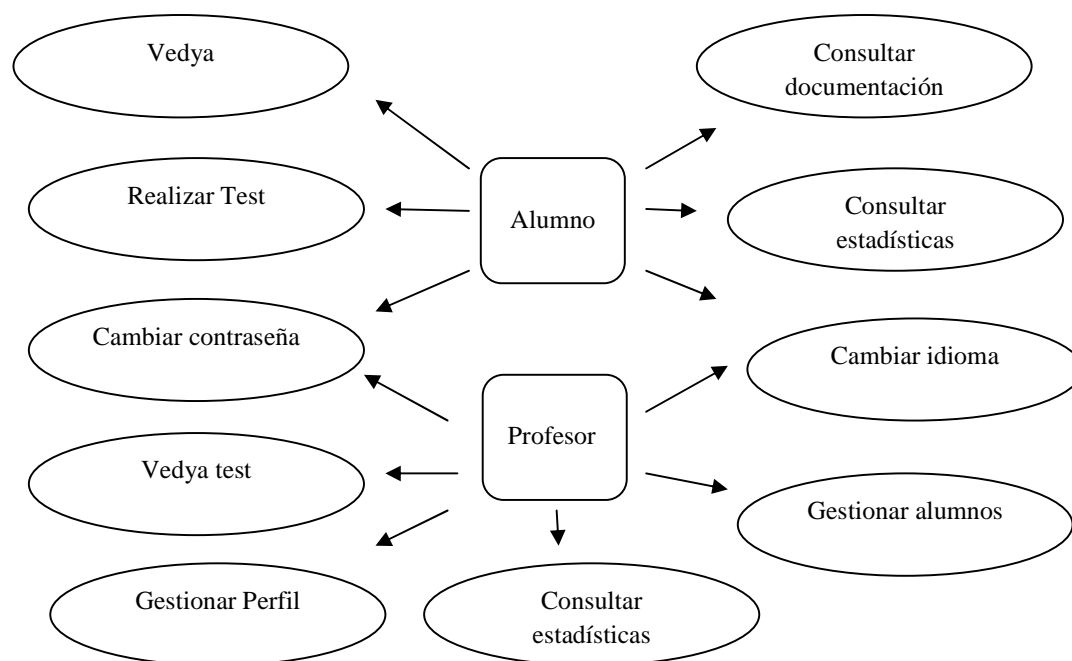 Vedya
Consultar
documentación
Realizar Test
Alumno
Consultar
estadísticas
Cambiar contraseña
Cambiar idioma
Profesor
Vedya test
Gestionar alumnos
Gestionar Perfil
Consultar
estadísticas